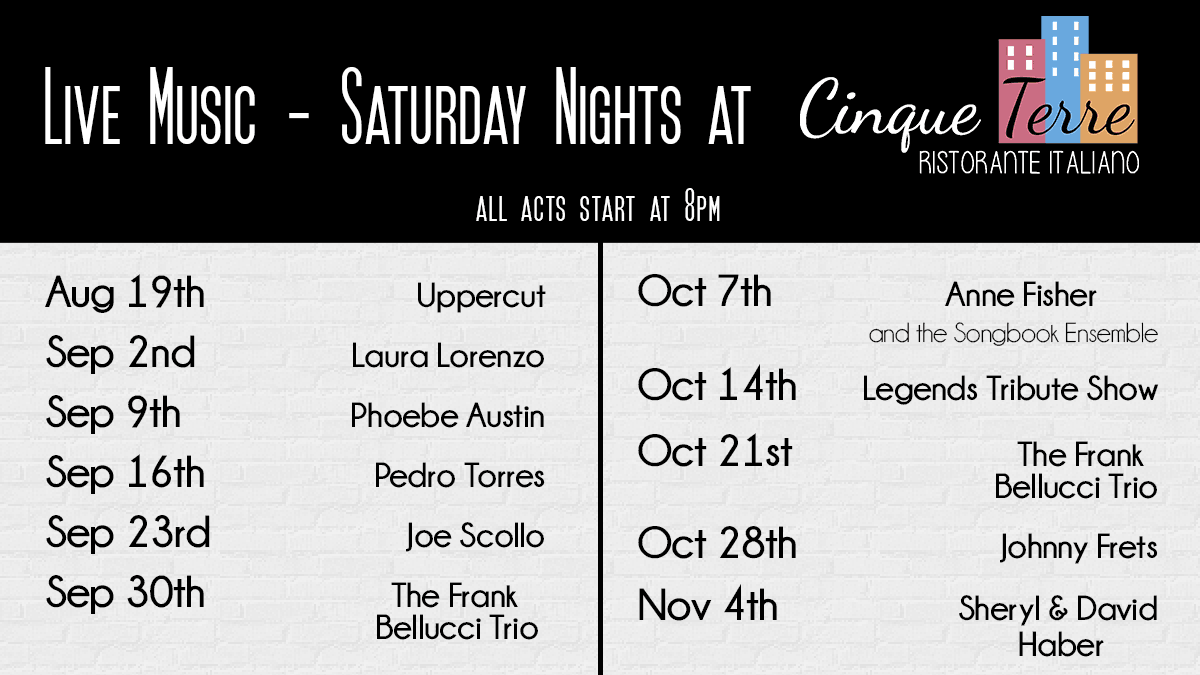 Live Music - Saturday Nights at
Cinque Terre
RISTORANTE ITALIANO
ALL ACTS START AT 8PM
Aug 19th Uppercut
Sep 2nd Laura Lorenzo
Sep 9th Phoebe Austin
Sep 16th Pedro Torres
Sep 23rd Joe Scollo
Sep 30th The Frank
Bellucci Trio
Oct 7th Anne Fisher
and the Songbook Ensemble
Oct 14th Legends Tribute Show
Oct 21st The Frank
Bellucci Trio
Oct 28th Johnny Frets
Nov 4th Sheryl & David
Haber